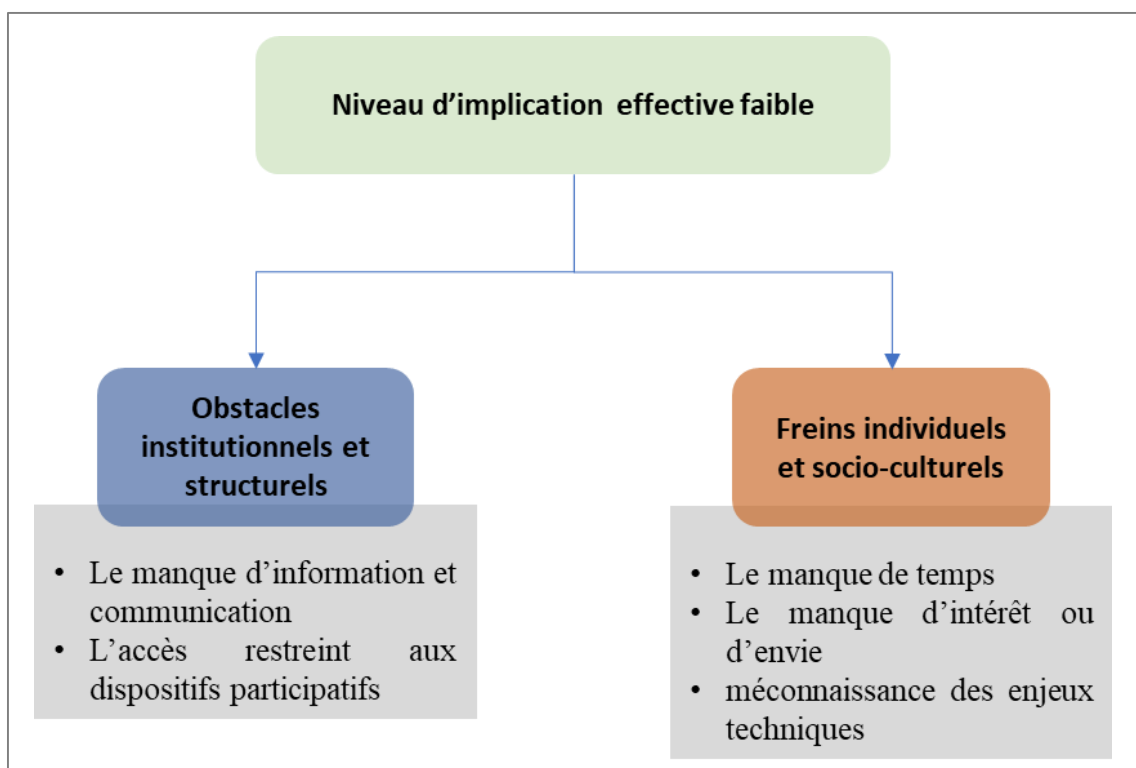 Niveau d’implication effective faible
Obstacles
institutionnels et
structurels
• Le manque d’information et
communication
• L’accès restreint aux
dispositifs participatifs
Freins individuels
et socio-culturels
• Le manque de temps
• Le manque d’intérêt ou
d’envie
• méconnaissance des enjeux
techniques